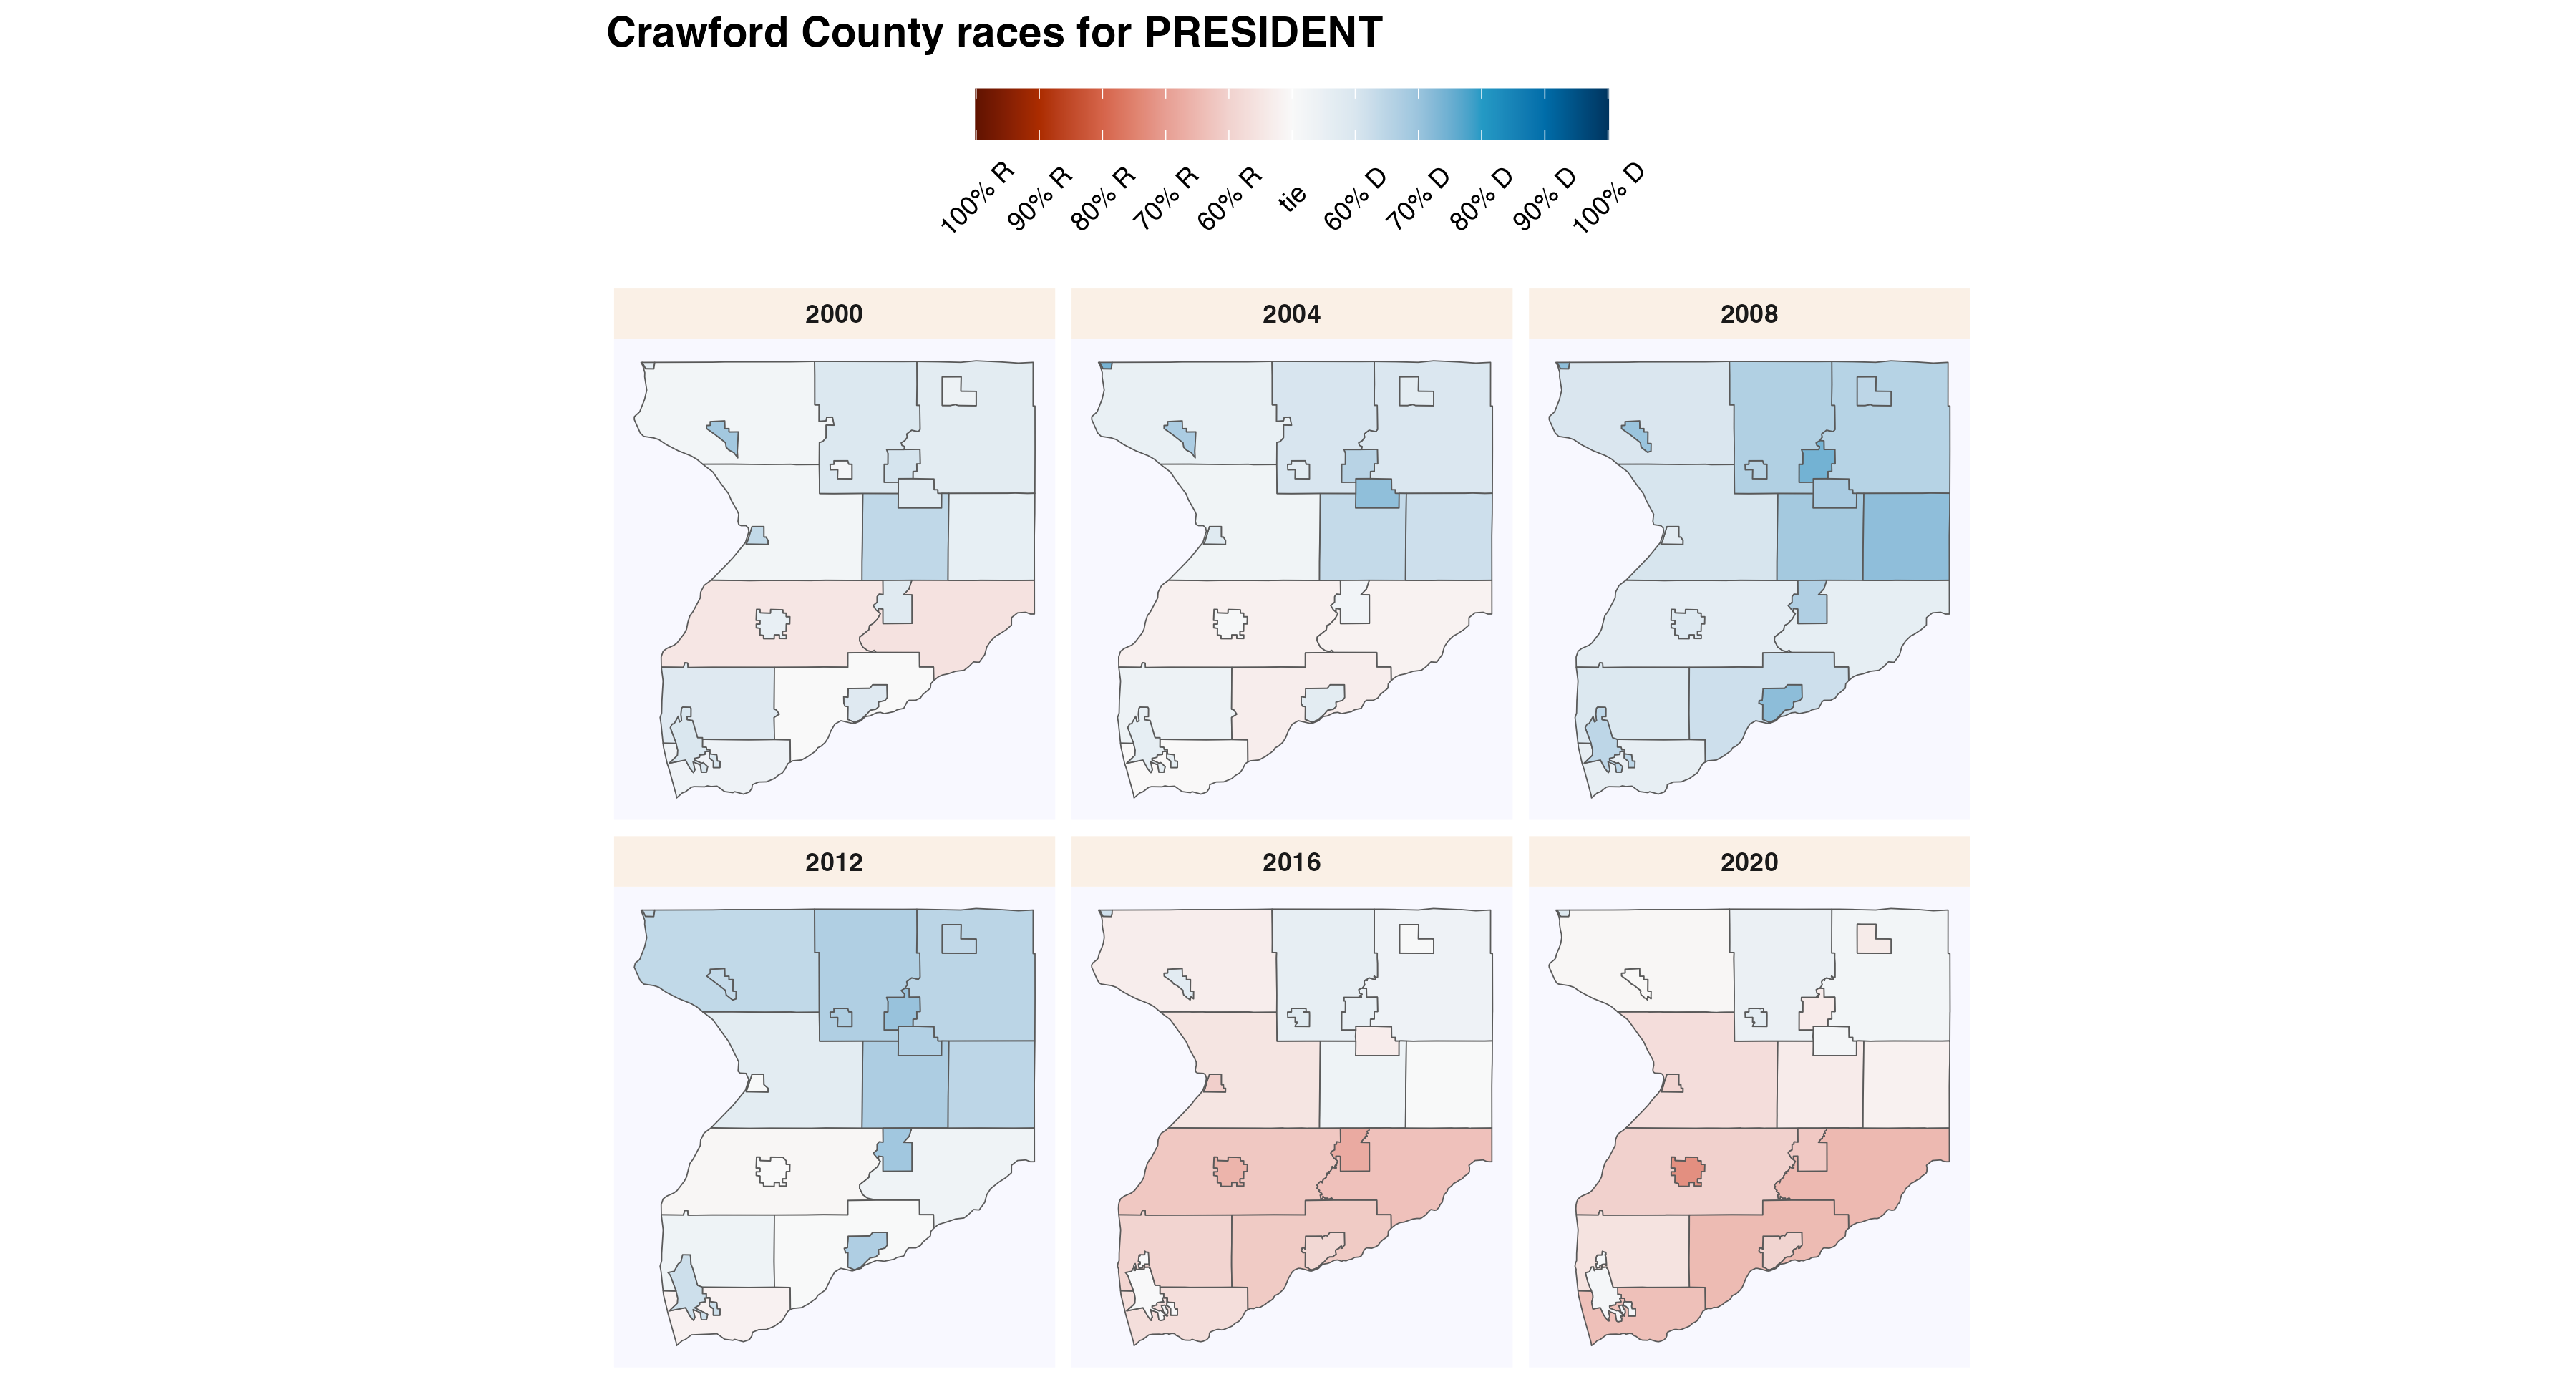 Crawford County races for PRESIDENT
100% R
90% R
80% R
70% R
60% R
tie
60% D
70% D
80% D
90% D
100% D
2000
2004
2008
2012
2016
2020